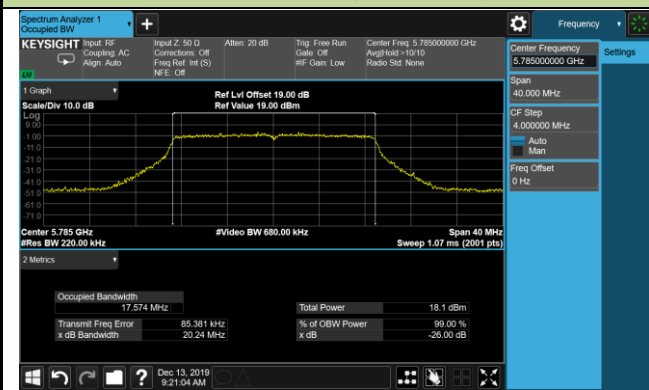 Spectrum Analyzer 1
Occupied BW
+
Frequency
KEYSIGHT
Input: RF
Coupling: AC
Align: Auto
Input Z: 50 Ω
Corrections: Off
Freq Ref: Int (S)
NFE: Off
Atten: 20 dB
Trig: Free Run
Gate: Off
#IF Gain: Low
Center Freq: 5.785000000 GHz
Avg|Hold:>10/10
Radio Std: None
Center Frequency
5.785000000 GHz
Settings
Span
40.000 MHz
CF Step
4.000000 MHz
Auto
Man
Freq Offset
0 Hz
1 Graph
Scale/Div 10.0 dB
Ref Lvl Offset 19.00 dB
Ref Value 19.00 dBm
Log
9.00
-1.00
-11.0
-21.0
-31.0
-41.0
-51.0
-61.0
-71.0
Center 5.785 GHz
#Video BW 680.00 kHz
Span 40 MHz
#Res BW 220.00 kHz
Sweep 1.07 ms (2001 pts)
2 Metrics
Occupied Bandwidth
17.574 MHz
Total Power 18.1 dBm
Transmit Freq Error 85.381 kHz
% of OBW Power 99.00 %
x dB Bandwidth 20.24 MHz
x dB -26.00 dB
?
Dec 13, 2019
9:21:04 AM